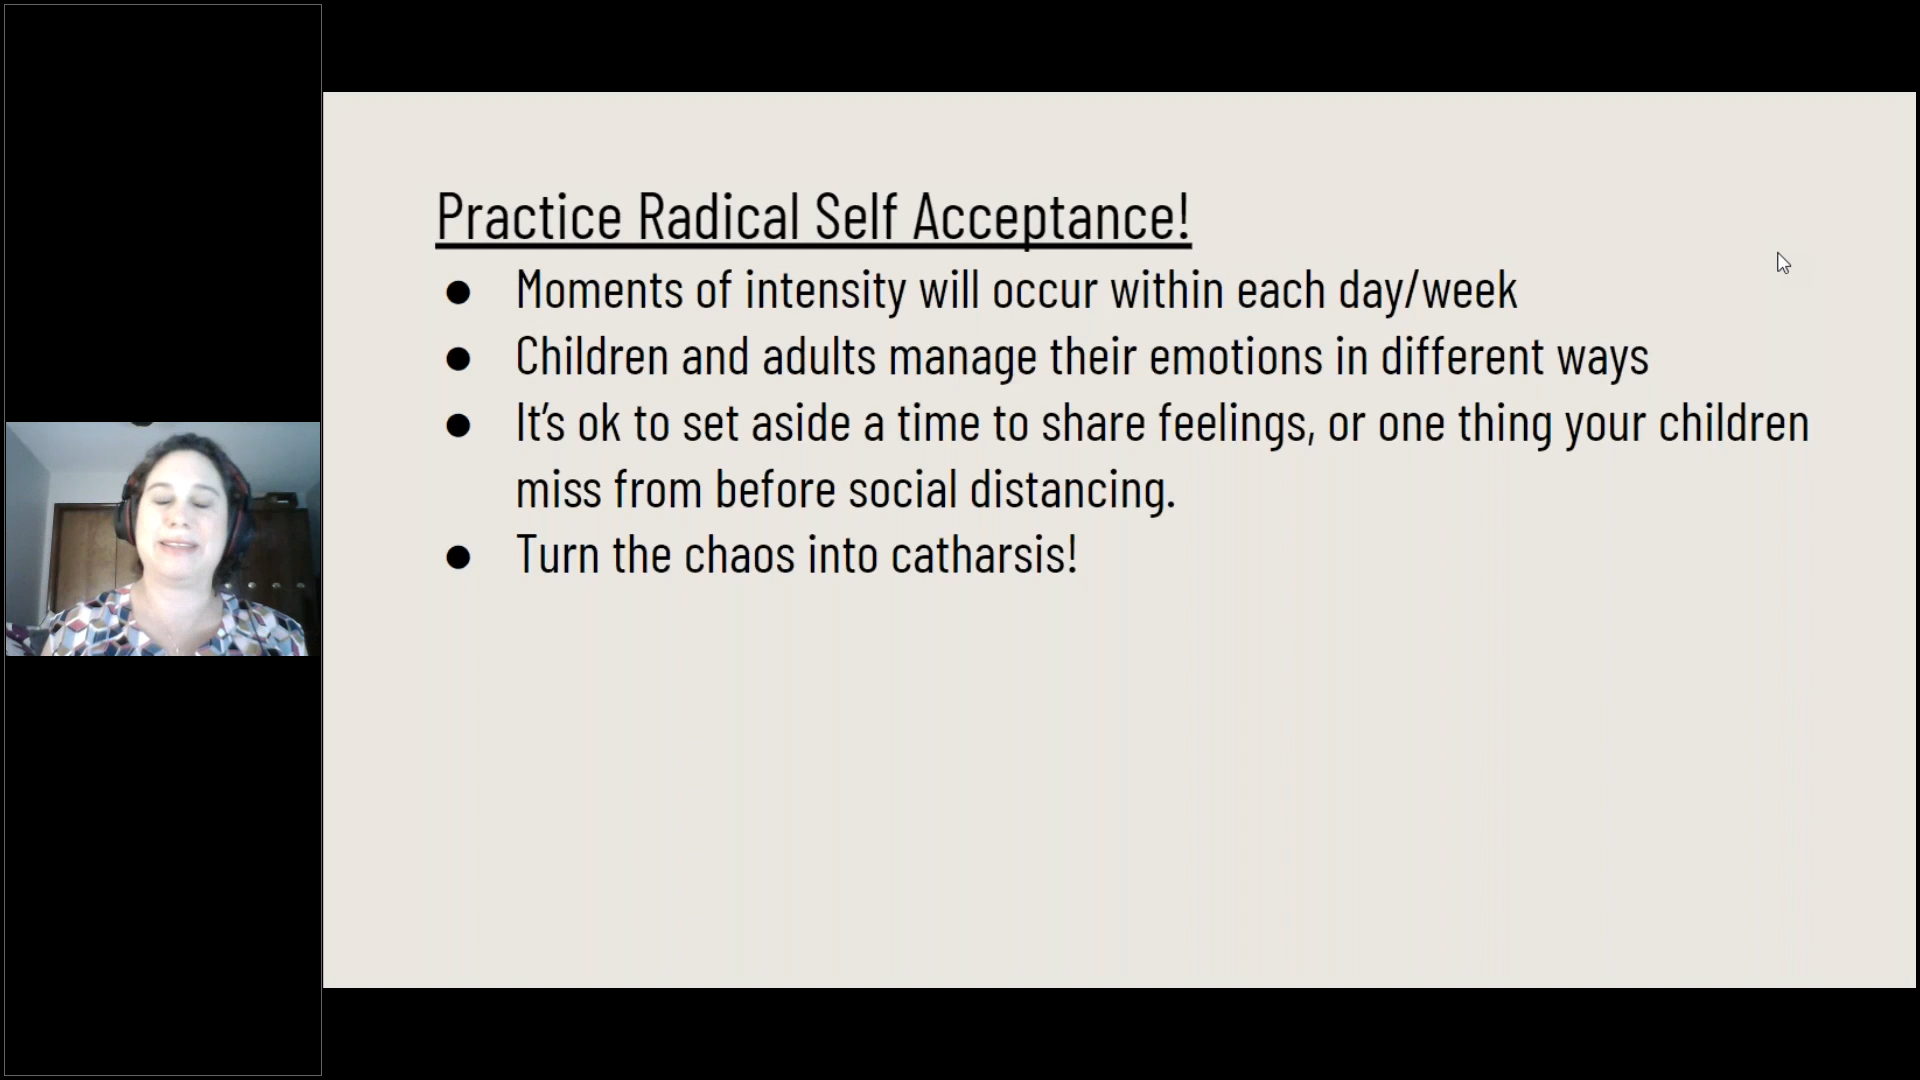 Practice Radical Self Acceptance!
● Moments of intensity will occur within each day/week
● Children and adults manage their emotions in different ways
● It’s ok to set aside a time to share feelings, or one thing your children
miss from before social distancing.
● Turn the chaos into catharsis!